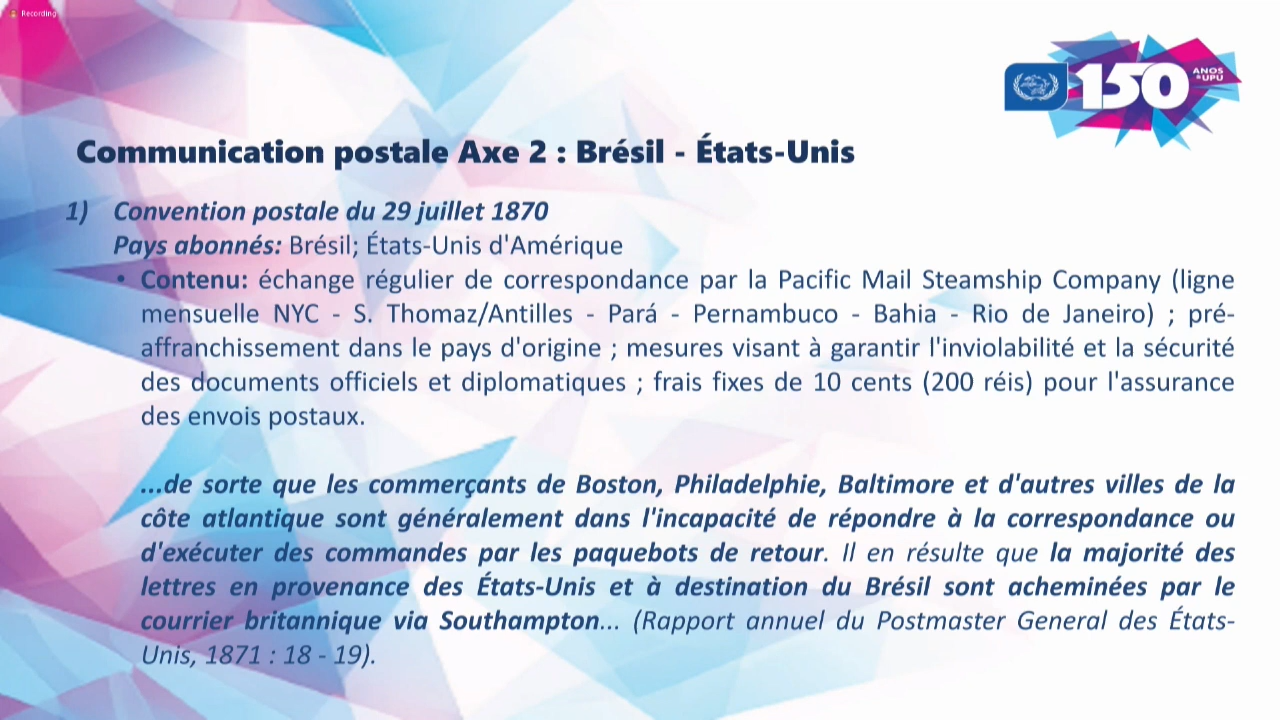 Recording
150 ANOS
DA UPU
Communication postale Axe 2 : Brésil - États-Unis
1) Convention postale du 29 juillet 1870
Pays abonnés: Brésil; États-Unis d'Amérique
• Contenu: échange régulier de correspondance par la Pacific Mail Steamship Company (ligne
mensuelle NYC - S. Thomaz/Antilles - Pará - Pernambuco - Bahia - Rio de Janeiro) ; pré-
affranchissement dans le pays d'origine ; mesures visant à garantir l'inviolabilité et la sécurité
des documents officiels et diplomatiques ; frais fixes de 10 cents (200 réis) pour l'assurance
des envois postaux.
...de sorte que les commerçants de Boston, Philadelphie, Baltimore et d'autres villes de la
côte atlantique sont généralement dans l'incapacité de répondre à la correspondance ou
d'exécuter des commandes par les paquebots de retour. Il en résulte que la majorité des
lettres en provenance des États-Unis et à destination du Brésil sont acheminées par le
courrier britannique via Southampton... (Rapport annuel du Postmaster General des États-
Unis, 1871 : 18 - 19).